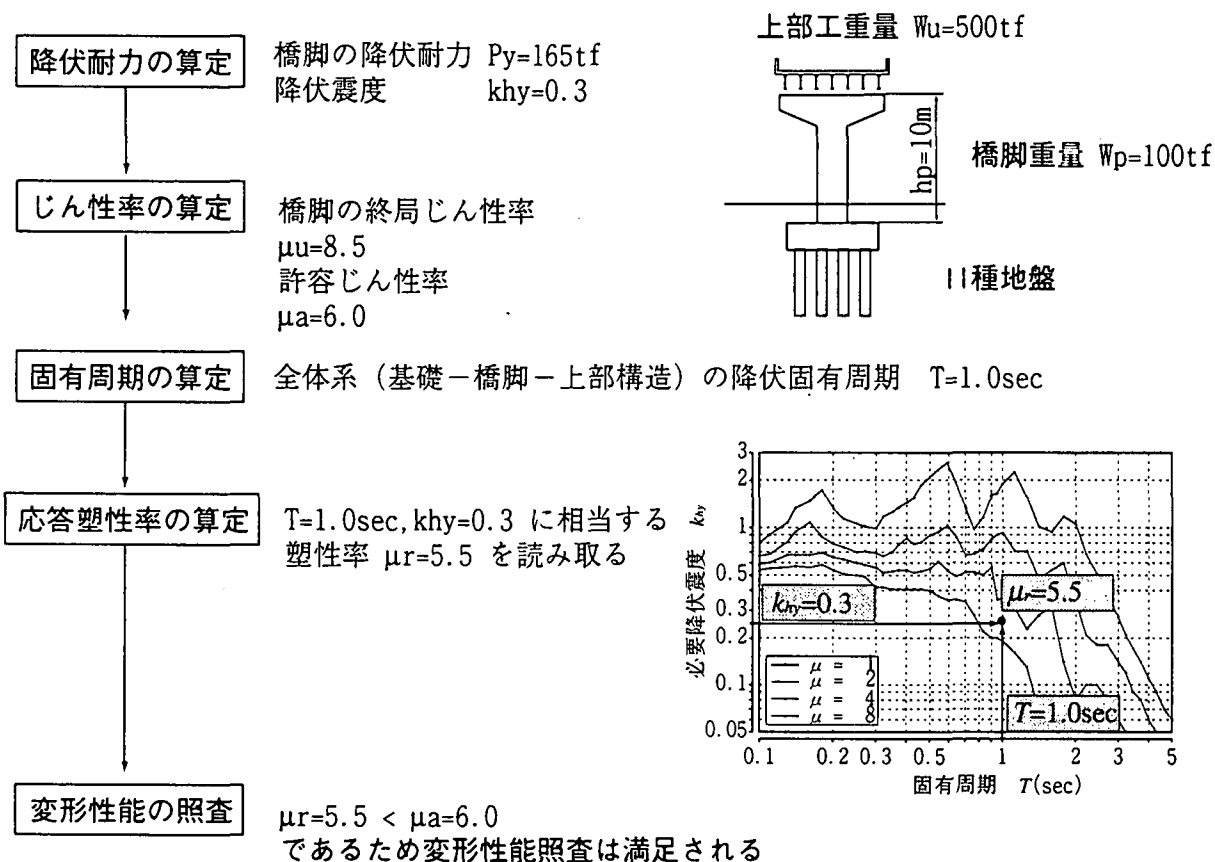 降伏耐力の算定
橋脚の降伏耐力 Py=165tf
降伏震度 khy=0.3
上部工重量 Wu=500tf
hp=10m
橋脚重量 Wp=100tf
II種地盤
じん性率の算定
橋脚の終局じん性率
μu=8.5
許容じん性率
μa=6.0
固有周期の算定
全体系（基礎－橋脚－上部構造）の降伏固有周期 T=1.0sec
応答塑性率の算定
T=1.0sec,khy=0.3 に相当する
塑性率 μr=5.5 を読み取る
必要降伏震度 khy
3
2
1
0.5
0.3
0.2
0.1
0.05
khy=0.3
μr=5.5
μ = 1
μ = 2
μ = 4
μ = 8
T=1.0sec
0.1 0.2 0.3 0.5 1 2 3 5
固有周期 T(sec)
変形性能の照査
μr=5.5 < μa=6.0
であるため変形性能照査は満足される